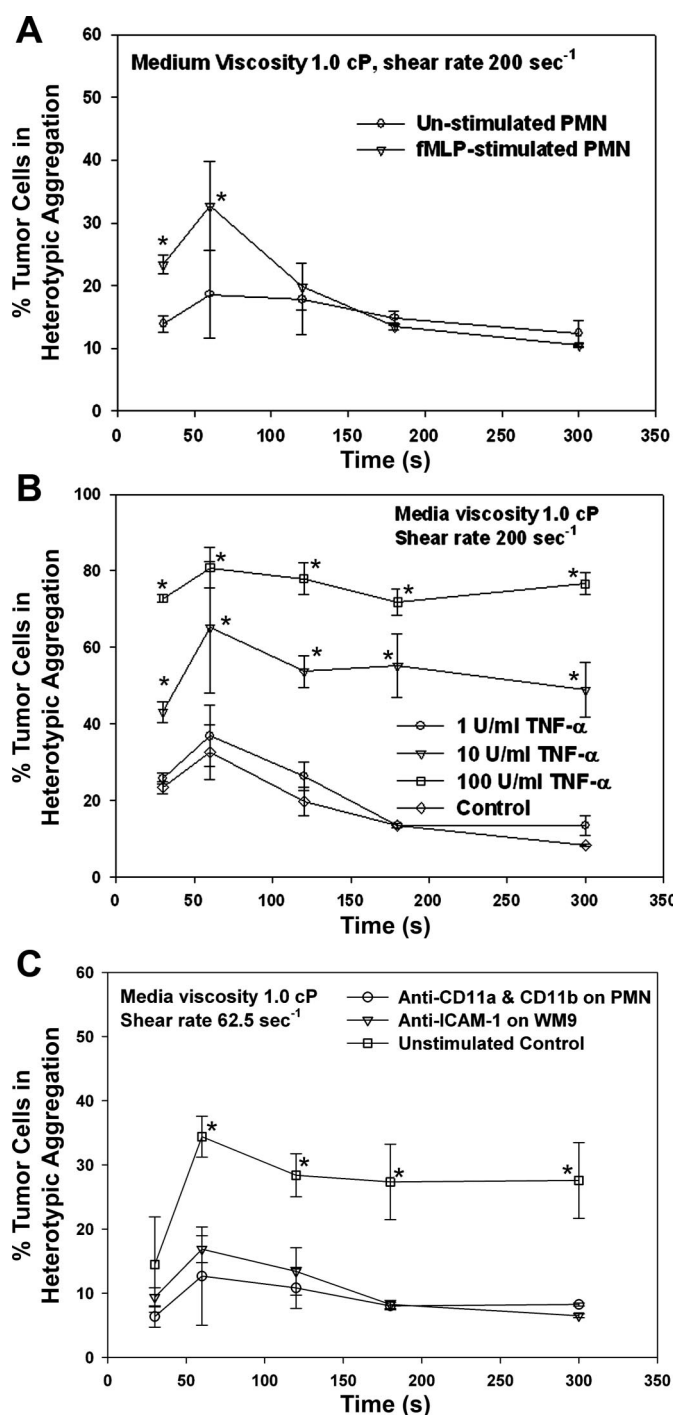 A
60
50
40
30
20
10
0
% Tumor Cells in
Heterotypic Aggregation
Medium Viscosity 1.0 cP, shear rate 200 sec⁻¹
Un-stimulated PMN
fMLP-stimulated PMN
*
*
0 50 100 150 200 250 300 350
Time (s)
B
100
80
60
40
20
0
% Tumor Cells in
Heterotypic Aggregation
Media viscosity 1.0 cP
Shear rate 200 sec⁻¹
* * * * *
* * * * *
1 U/ml TNF-α
10 U/ml TNF-α
100 U/ml TNF-α
Control
0 50 100 150 200 250 300 350
Time (s)
C
60
50
40
30
20
10
0
% Tumor Cells in
Heterotypic Aggregation
Media viscosity 1.0 cP
Shear rate 62.5 sec⁻¹
Anti-CD11a & CD11b on PMN
Anti-ICAM-1 on WM9
Unstimulated Control
* * * *
0 50 100 150 200 250 300 350
Time (s)